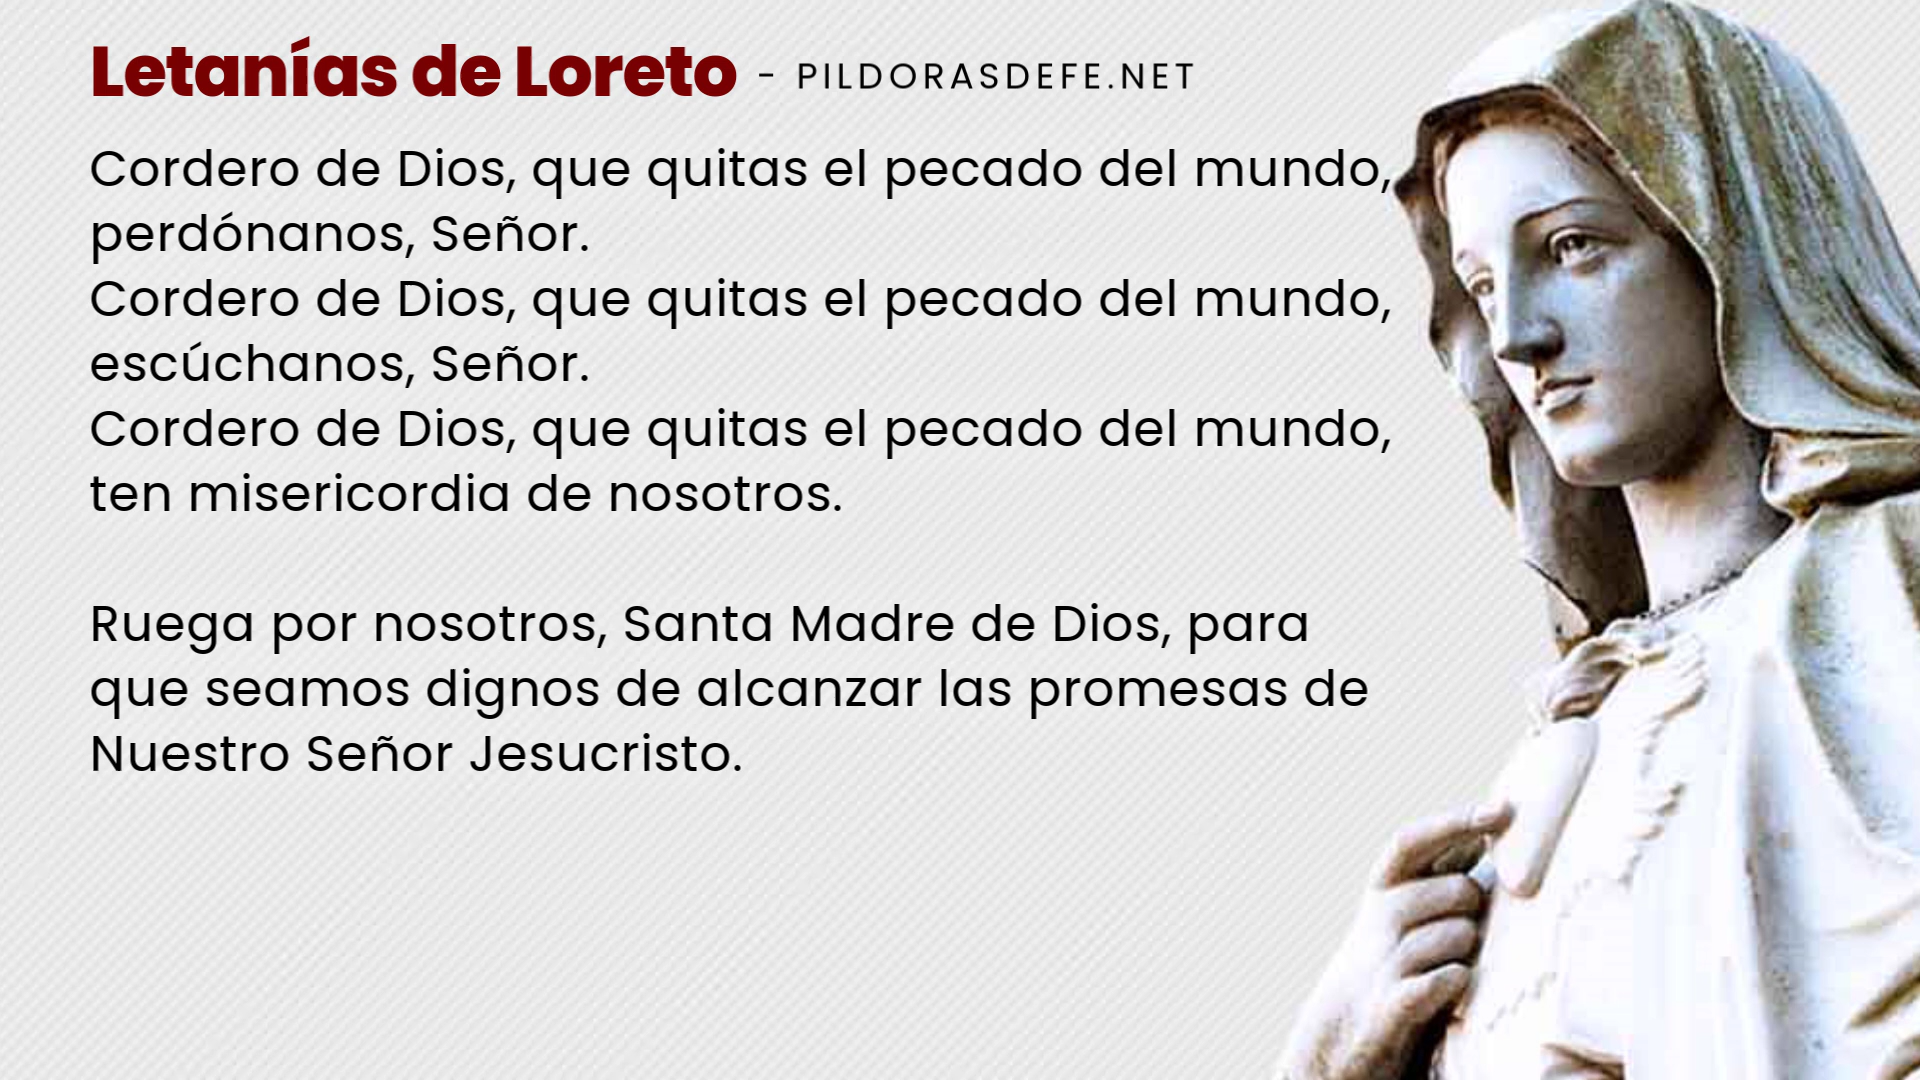 Letanías de Loreto - PILDORASDEFE.NET
Cordero de Dios, que quitas el pecado del mundo,
perdónanos, Señor.
Cordero de Dios, que quitas el pecado del mundo,
escúchanos, Señor.
Cordero de Dios, que quitas el pecado del mundo,
ten misericordia de nosotros.
Ruega por nosotros, Santa Madre de Dios, para
que seamos dignos de alcanzar las promesas de
Nuestro Señor Jesucristo.